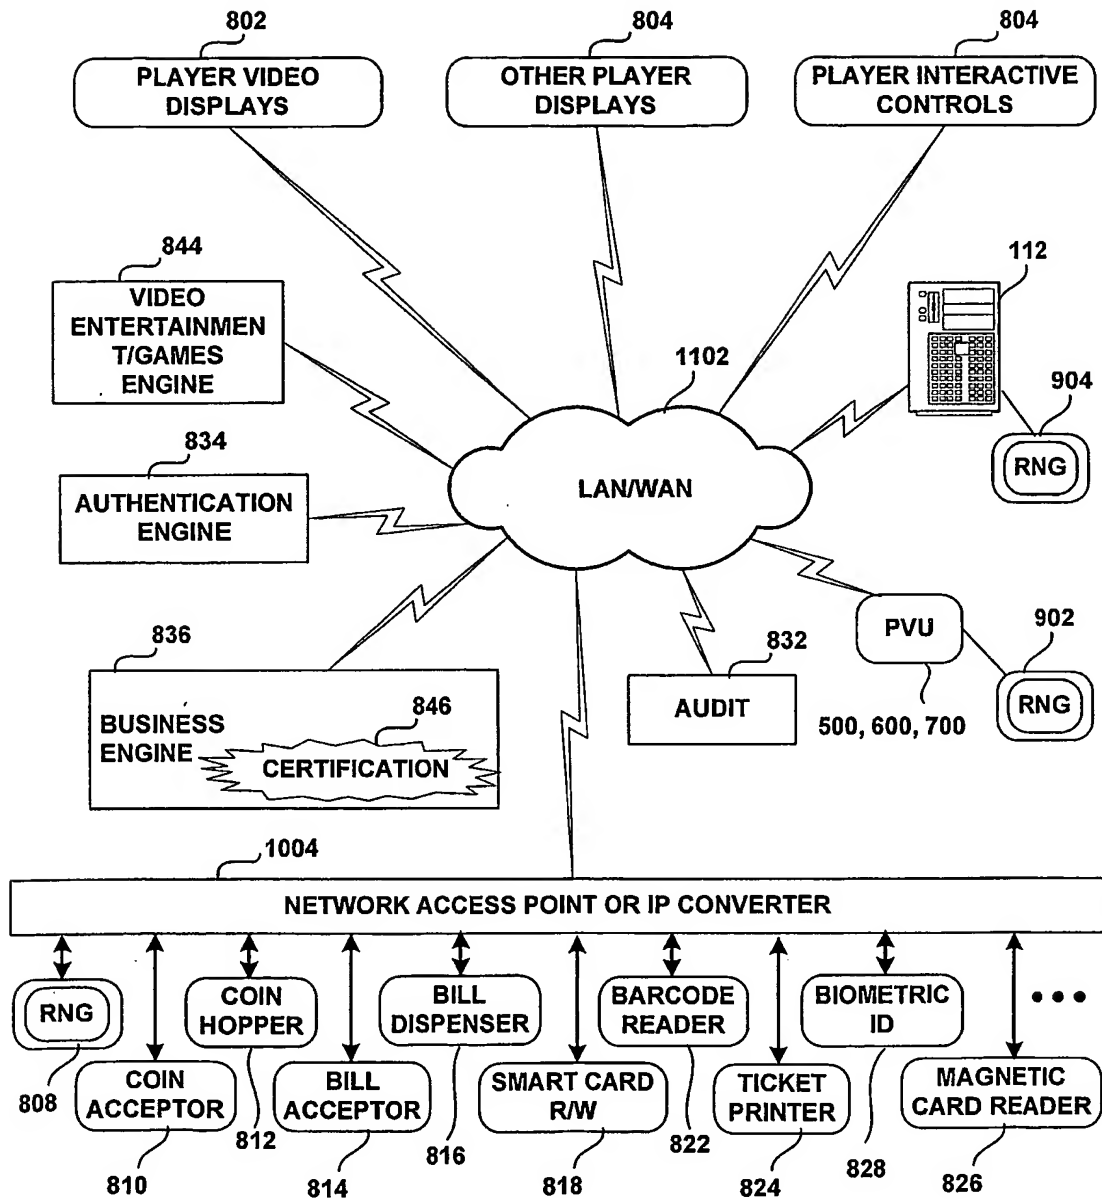 802
804
804
PLAYER VIDEO
DISPLAYS
OTHER PLAYER
DISPLAYS
PLAYER INTERACTIVE
CONTROLS
844
VIDEO
ENTERTAINMEN
T/GAMES
ENGINE
112
1102
904
RNG
834
AUTHENTICATION
ENGINE
LAN/WAN
836
BUSINESS
ENGINE
846
CERTIFICATION
832
AUDIT
PVU
500, 600, 700
902
RNG
1004
NETWORK ACCESS POINT OR IP CONVERTER
RNG
COIN
HOPPER
BILL
DISPENSER
BARCODE
READER
BIOMETRIC
ID
COIN
ACCEPTOR
BILL
ACCEPTOR
SMART CARD
R/W
TICKET
PRINTER
MAGNETIC
CARD READER
808
810
812
814
816
818
822
824
828
826